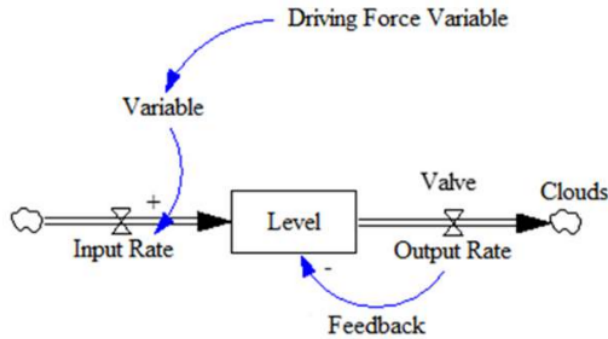 Driving Force Variable
Variable
+
Valve
Clouds
Level
Input Rate
Output Rate
-
Feedback